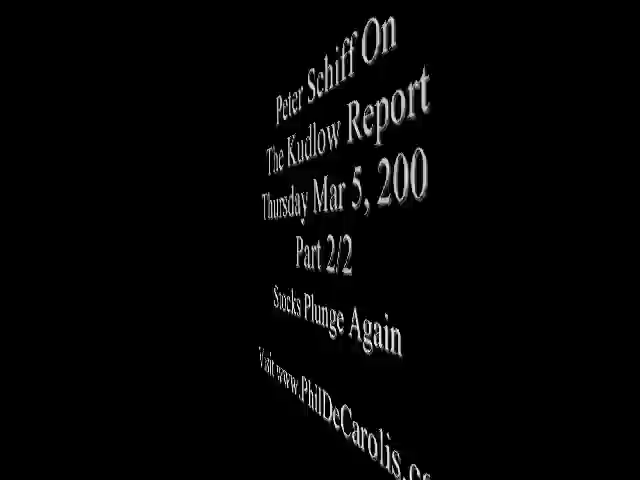 Peter Schiff On
The Kudlow Report
Thursday Mar 5, 200
Part 2/2
Stocks Plunge Again
Visit www.PhilDeCarolis.co